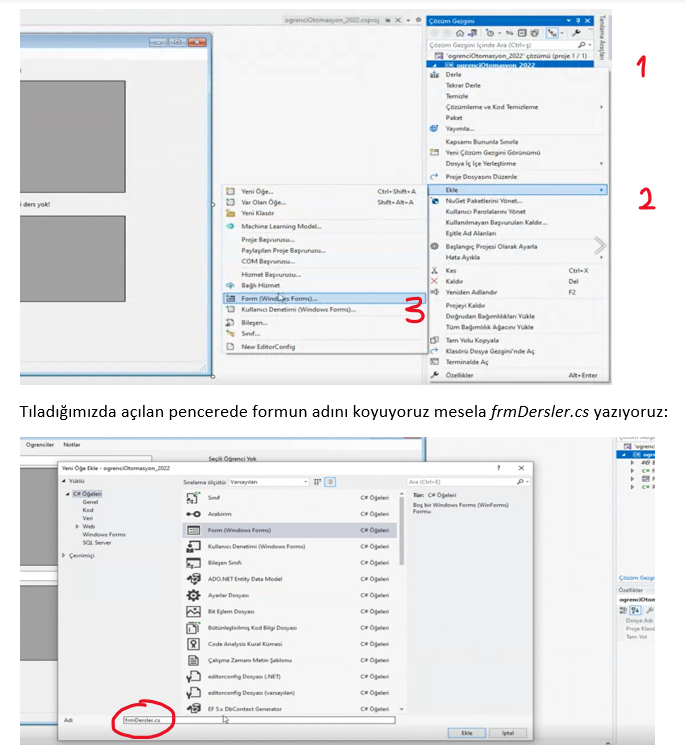 ogrenciOtomasyon_2022.csproj
Çözüm Gezgini
Çözüm Gezgini İçinde Ara (Ctrl+ş)
"ogrenciOtomasyon_2022" çözümü (proje 1 / 1)
ogrenciOtomasyon_2022
Tanılama Araçları
1
Derle
Tekrar Derle
Temizle
Çözümleme ve Kod Temizleme
Paket
Yayımla...
Kapsamı Bununla Sınırla
Yeni Çözüm Gezgini Görünümü
Dosya İç İçe Yerleştirme
Proje Dosyasını Düzenle
Ekle
2
NuGet Paketlerini Yönet...
Kullanıcı Parolalarını Yönet
Kullanılmayan Başvuruları Kaldır...
Eşitle Ad Alanları
Başlangıç Projesi Olarak Ayarla
Hata Ayıkla
Kes Ctrl+X
Kaldır Del
Yeniden Adlandır F2
Projeyi Kaldır
Doğrudan Bağımlılıkları Yükle
Tüm Bağımlılık Ağacını Yükle
Tam Yolu Kopyala
Klasörü Dosya Gezgini'nde Aç
Terminalde Aç
Özellikler Alt+Enter
Yeni Öğe... Ctrl+Shift+A
Var Olan Öğe... Shift+Alt+A
Yeni Klasör
Machine Learning Model...
Proje Başvurusu...
Paylaşılan Proje Başvurusu...
COM Başvurusu...
Hizmet Başvurusu...
Bağlı Hizmet
Form (Windows Forms)...
3
Kullanıcı Denetimi (Windows Forms)...
Bileşen...
Sınıf...
New EditorConfig
ders yok!
Tıladığımızda açılan pencerede formun adını koyuyoruz mesela frmDersler.cs yazıyoruz:
Ogrenciler Notlar
Seçili Öğrenci Yok
Yeni Öğe Ekle - ogrenciOtomasyon_2022
Yüklü
C# Öğeleri
Genel
Kod
Veri
Web
Windows Forms
SQL Server
Çevrimiçi
Sıralama ölçütü: Varsayılan
Ara (Ctrl+E)
Sınıf C# Öğeleri
Arabirim C# Öğeleri
Form (Windows Forms) C# Öğeleri
Kullanıcı Denetimi (Windows Forms) C# Öğeleri
Bileşen Sınıfı C# Öğeleri
ADO.NET Entity Data Model C# Öğeleri
Ayarlar Dosyası C# Öğeleri
Bit Eşlem Dosyası C# Öğeleri
Bütünleştirilmiş Kod Bilgi Dosyası C# Öğeleri
Code Analysis Kural Kümesi C# Öğeleri
Çalışma Zamanı Metin Şablonu C# Öğeleri
editorconfig Dosyası (.NET) C# Öğeleri
editorconfig Dosyası (varsayılan) C# Öğeleri
EF 5.x DbContext Generator C# Öğeleri
Tür: C# Öğeleri
Boş bir Windows Forms (WinForms)
Formu
Adı: frmDersler.cs
Ekle İptal
Çözüm Gezgi
Özellikler
ogrenciOtom
Dosya Adı
Proje Klasö
Tam Yol